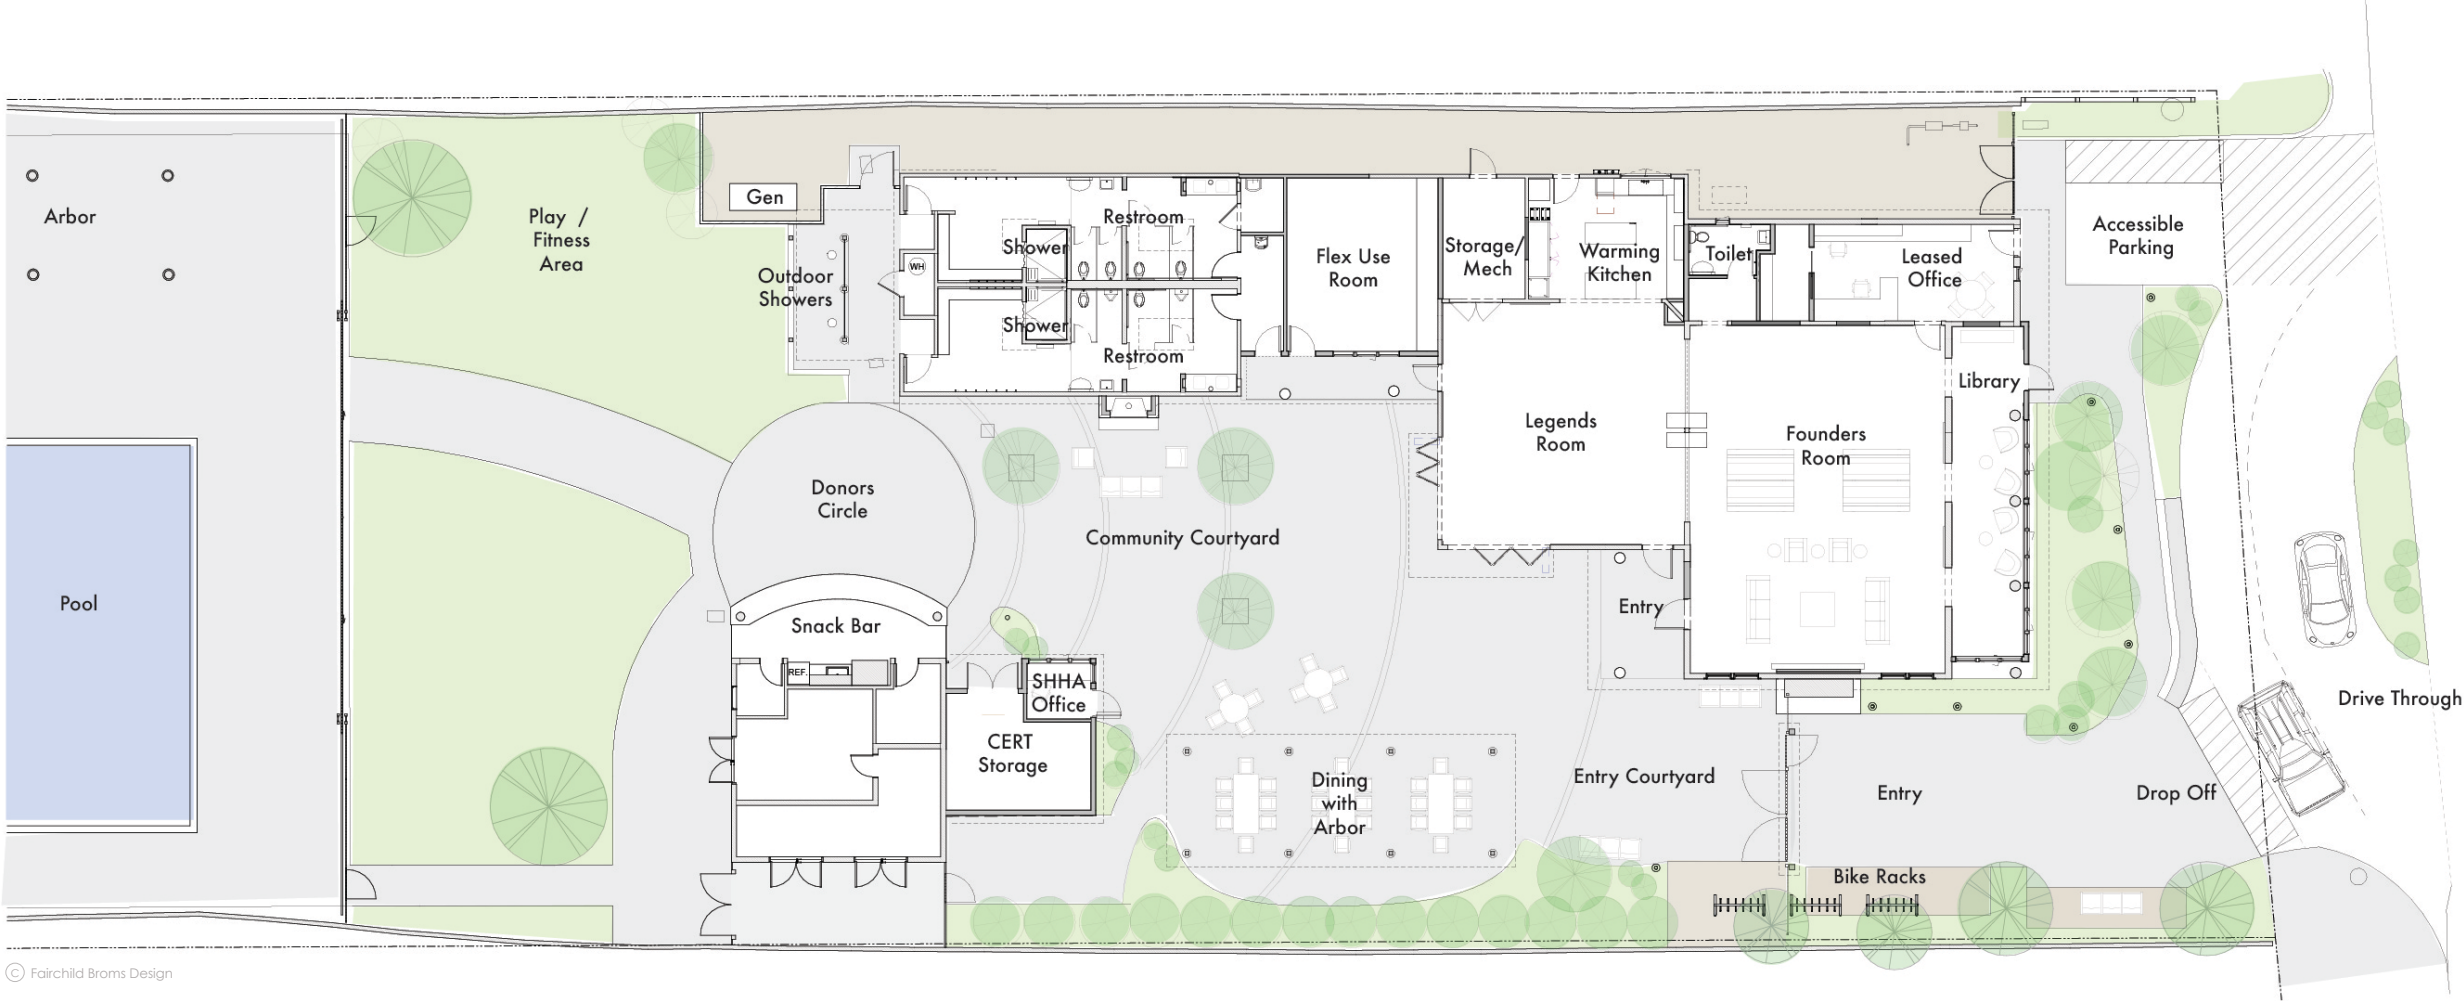 Arbor
Play /
Fitness
Area
Gen
Outdoor
Showers
WH
Restroom
Shower
Shower
Restroom
Flex Use
Room
Storage/
Mech
Warming
Kitchen
Toilet
Leased
Office
Accessible
Parking
Library
Legends
Room
Founders
Room
Donors
Circle
Community Courtyard
Pool
Snack Bar
REF.
SHHA
Office
CERT
Storage
Entry
Dining
with
Arbor
Entry Courtyard
Entry
Drop Off
Drive Through
Bike Racks
© Fairchild Broms Design